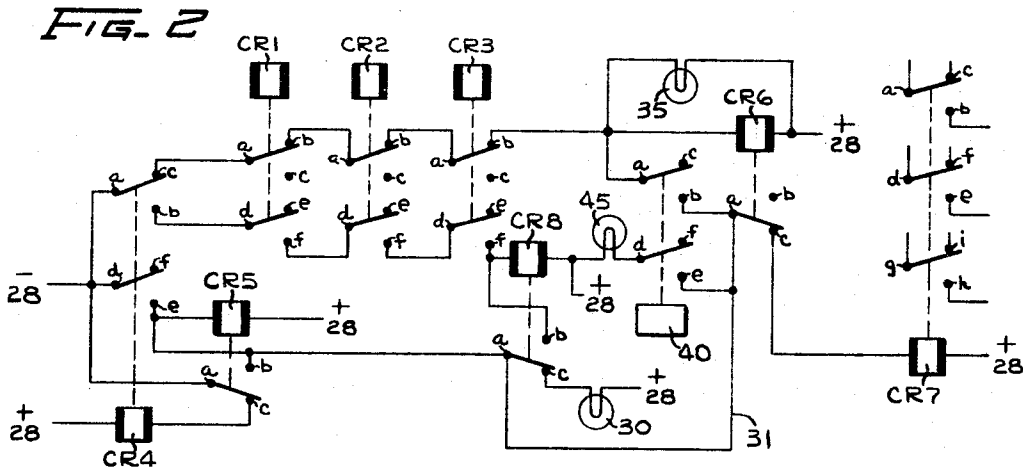 FIG. 2
CR1 CR2 CR3
35
CR6
+
28
c
a
b
a b a b a b
c c c
a c
b
d e d e d e
f f f
a c
b
a b
c
d f
e
45
CR8
f
d f
e
+
28
g i
h
−
28
d f
e
CR5
+
28
40
a b
c
a b
c
+
28
30
31
+
28
CR7
+
28
CR4